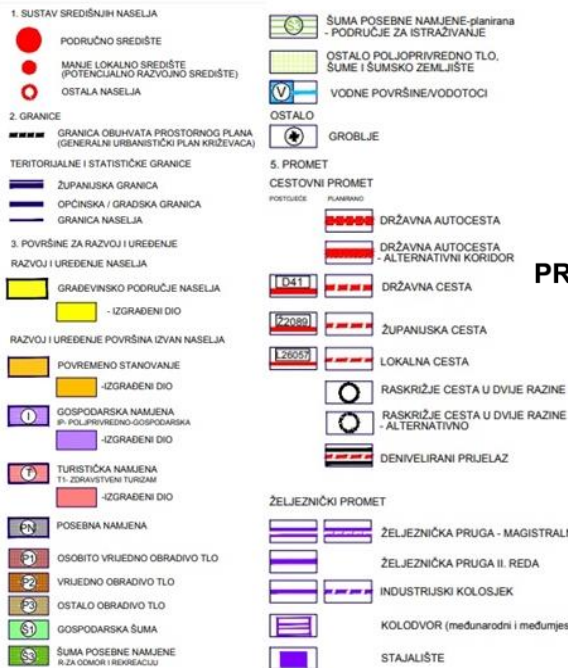 1. SUSTAV SREDIŠNJIH NASELJA
PODRUČNO SREDIŠTE
MANJE LOKALNO SREDIŠTE
(POTENCIJALNO RAZVOJNO SREDIŠTE)
OSTALA NASELJA
2. GRANICE
GRANICA OBUHVATA PROSTORNOG PLANA
(GENERALNI URBANISTIČKI PLAN KRIŽEVACA)
TERITORIJALNE I STATISTIČKE GRANICE
ŽUPANIJSKA GRANICA
OPĆINSKA / GRADSKA GRANICA
GRANICA NASELJA
3. POVRŠINE ZA RAZVOJ I UREĐENJE
RAZVOJ I UREĐENJE NASELJA
GRAĐEVINSKO PODRUČJE NASELJA
- IZGRAĐENI DIO
RAZVOJ I UREĐENJE POVRŠINA IZVAN NASELJA
POVREMENO STANOVANJE
-IZGRAĐENI DIO
I GOSPODARSKA NAMJENA
IP- POLJPRIVREDNO-GOSPODARSKA
-IZGRAĐENI DIO
T TURISTIČKA NAMJENA
T1- ZDRAVSTVENI TURIZAM
-IZGRAĐENI DIO
PN POSEBNA NAMJENA
P1 OSOBITO VRIJEDNO OBRADIVO TLO
P2 VRIJEDNO OBRADIVO TLO
P3 OSTALO OBRADIVO TLO
Š1 GOSPODARSKA ŠUMA
Š3 ŠUMA POSEBNE NAMJENE
R-ZA ODMOR I REKREACIJU
Š3 ŠUMA POSEBNE NAMJENE-planirana
- PODRUČJE ZA ISTRAŽIVANJE
OSTALO POLJOPRIVREDNO TLO,
ŠUME I ŠUMSKO ZEMLJIŠTE
V VODNE POVRŠINE/VODOTOCI
OSTALO
GROBLJE
5. PROMET
CESTOVNI PROMET
POSTOJEĆE PLANIRANO
DRŽAVNA AUTOCESTA
DRŽAVNA AUTOCESTA
- ALTERNATIVNI KORIDOR
D41 DRŽAVNA CESTA
Ž2089 ŽUPANIJSKA CESTA
L26057 LOKALNA CESTA
RASKRIŽJE CESTA U DVIJE RAZINE
RASKRIŽJE CESTA U DVIJE RAZINE
- ALTERNATIVNO
DENIVELIRANI PRIJELAZ
ŽELJEZNIČKI PROMET
ŽELJEZNIČKA PRUGA - MAGISTRALN
ŽELJEZNIČKA PRUGA II. REDA
INDUSTRIJSKI KOLOSJEK
KOLODVOR (međunarodni i međumjes
STAJALIŠTE
PR